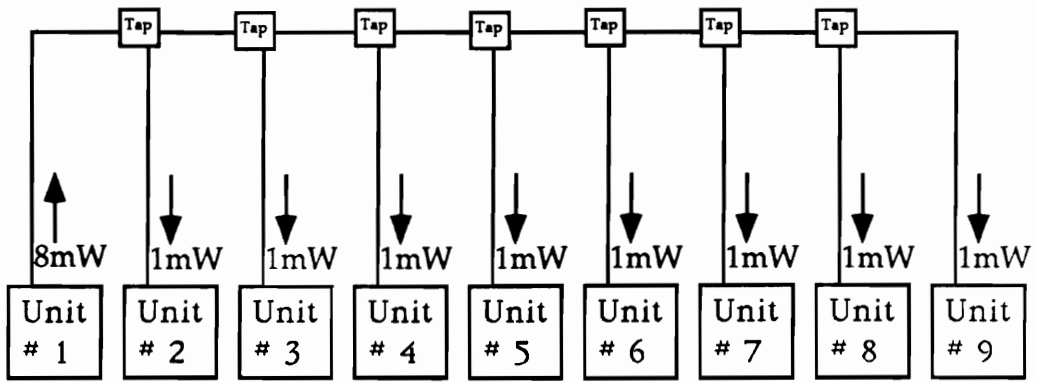 Tap Tap Tap Tap Tap Tap Tap
8mW 1mW 1mW 1mW 1mW 1mW 1mW 1mW 1mW
Unit Unit Unit Unit Unit Unit Unit Unit Unit
# 1 # 2 # 3 # 4 # 5 # 6 # 7 # 8 # 9